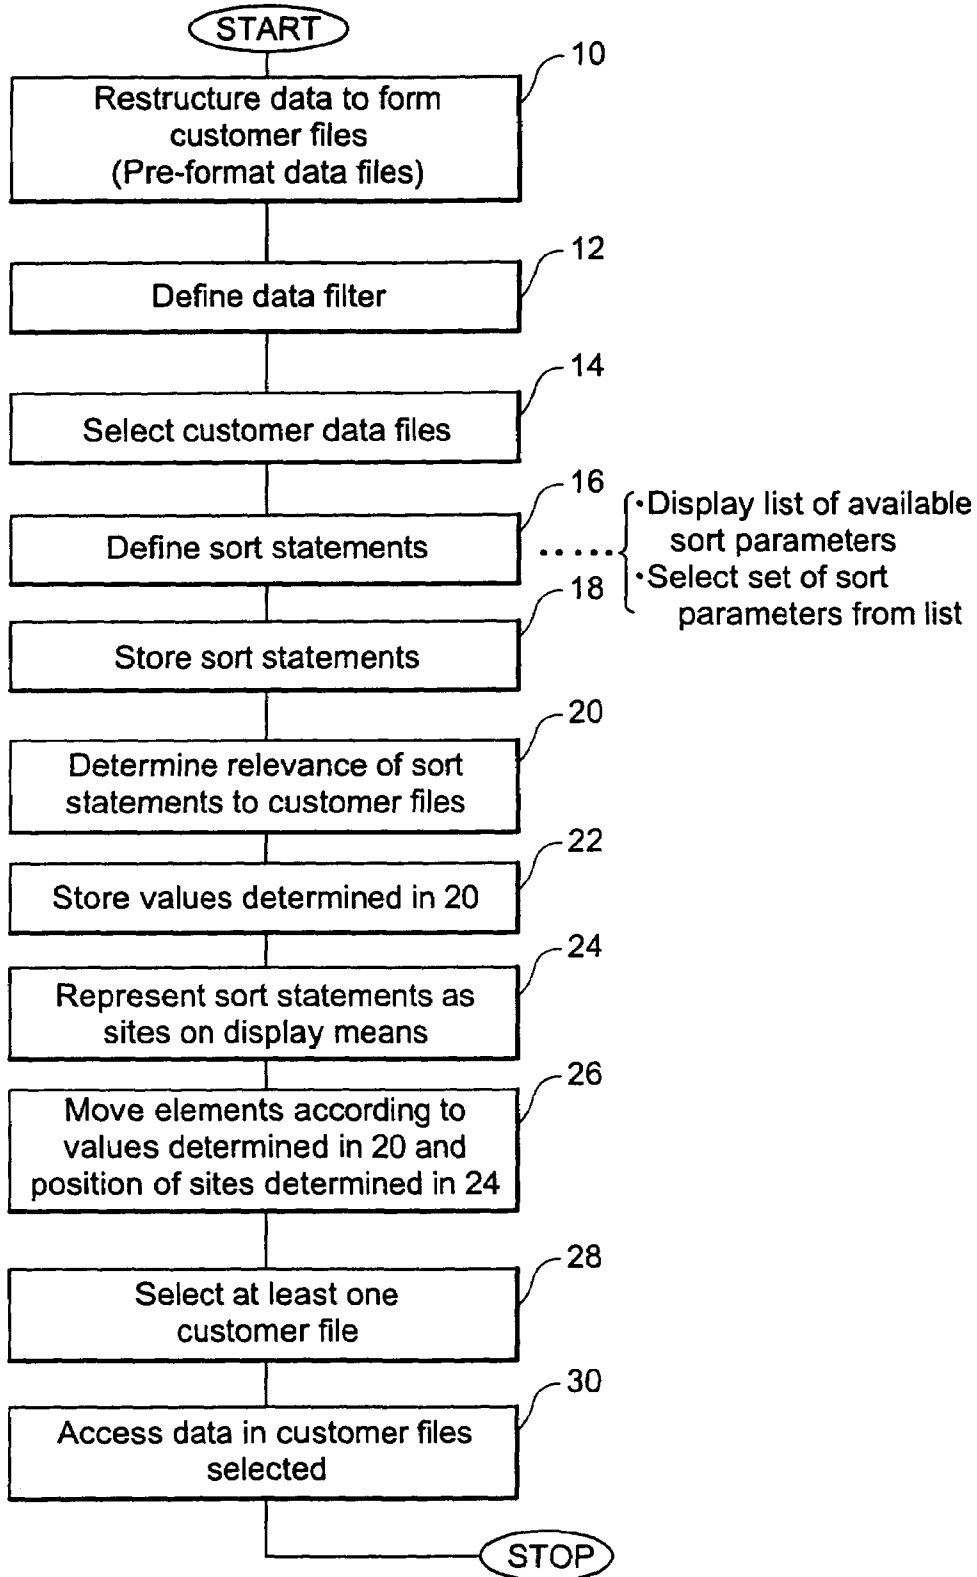 START
10
Restructure data to form
customer files
(Pre-format data files)
12
Define data filter
14
Select customer data files
16
Define sort statements
•Display list of available
sort parameters
•Select set of sort
parameters from list
18
Store sort statements
20
Determine relevance of sort
statements to customer files
22
Store values determined in 20
24
Represent sort statements as
sites on display means
26
Move elements according to
values determined in 20 and
position of sites determined in 24
28
Select at least one
customer file
30
Access data in customer files
selected
STOP